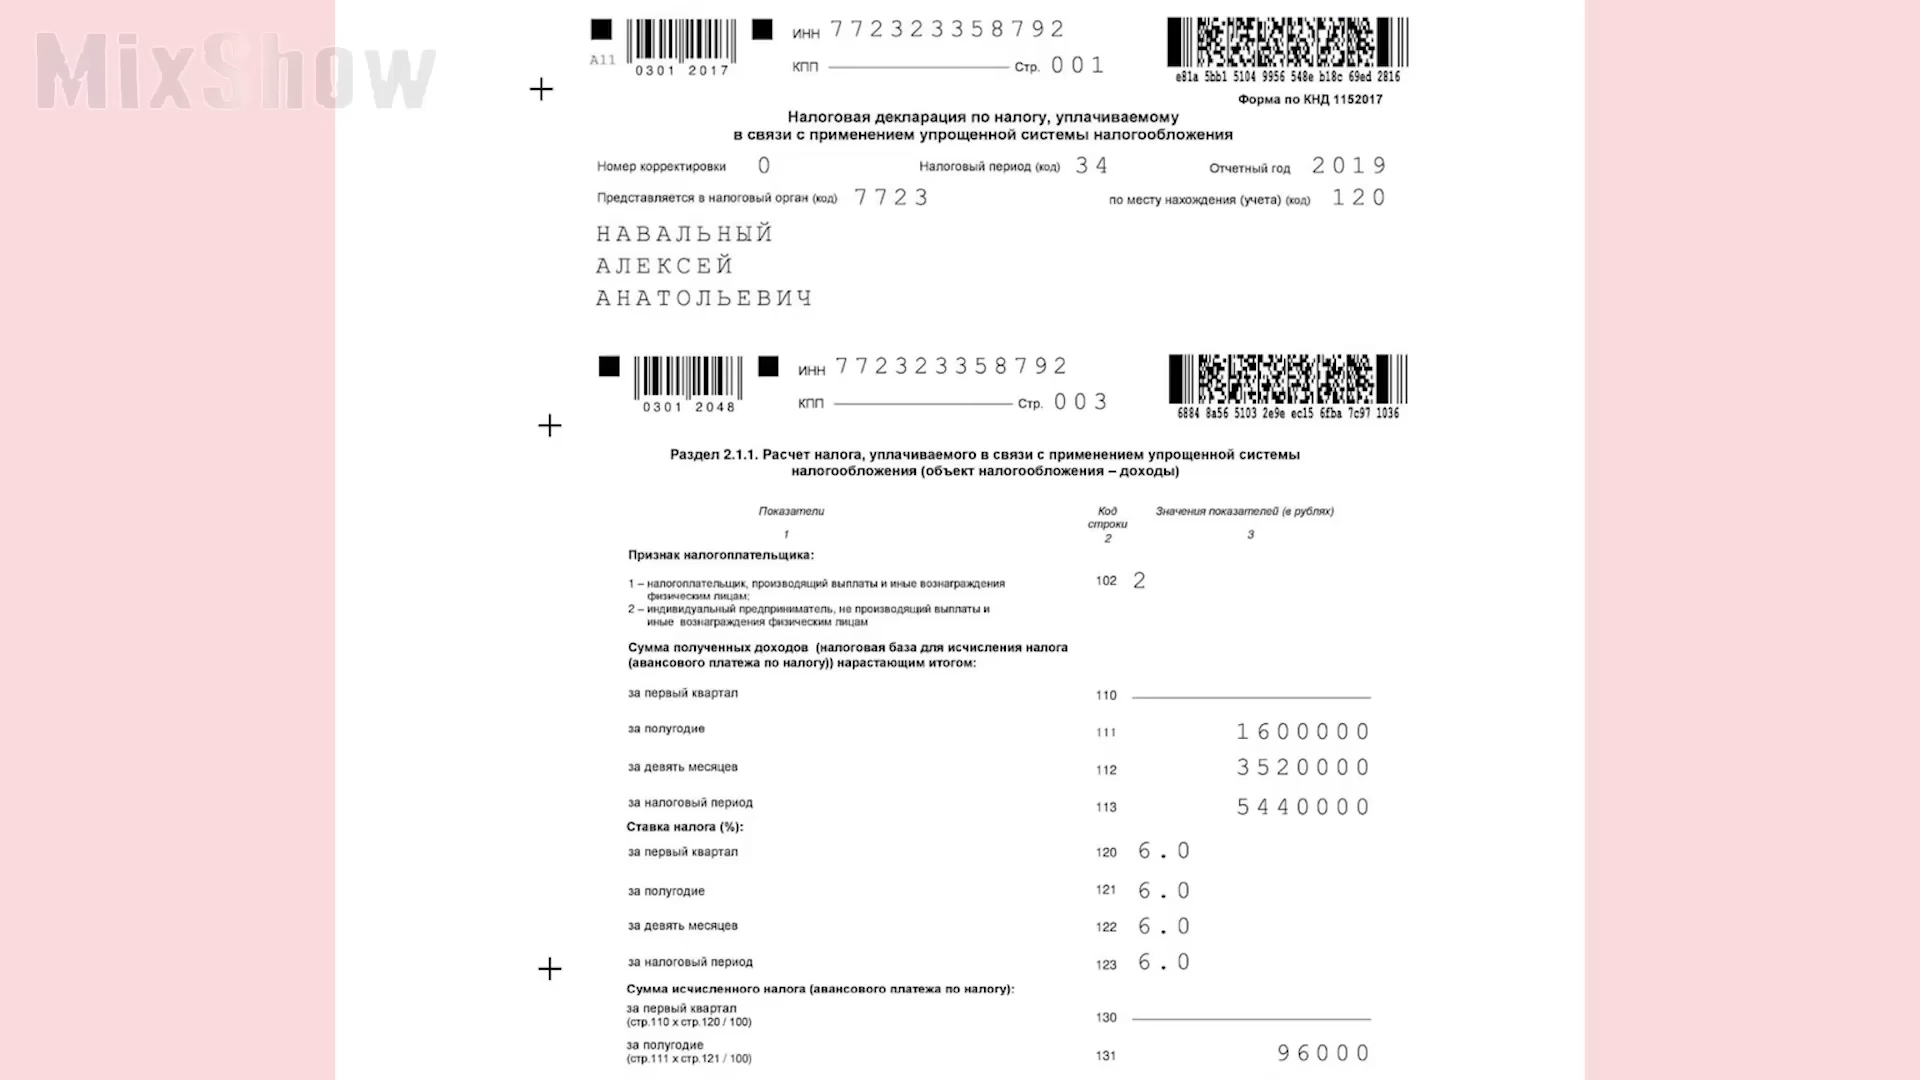 MixShow
A11
0301 2017
ИНН 772323358792
КПП Стр. 001
e81a 5bb1 5104 9956 548e b18c 69ed 2816
Форма по КНД 1152017
Налоговая декларация по налогу, уплачиваемому
в связи с применением упрощенной системы налогообложения
Номер корректировки 0 Налоговый период (код) 34 Отчетный год 2019
Представляется в налоговый орган (код) 7723 по месту нахождения (учета) (код) 120
НАВАЛЬНЫЙ
АЛЕКСЕЙ
АНАТОЛЬЕВИЧ
0301 2048
ИНН 772323358792
КПП Стр. 003
6884 8a56 5103 2e9e ec15 6fba 7c97 1036
Раздел 2.1.1. Расчет налога, уплачиваемого в связи с применением упрощенной системы
налогообложения (объект налогообложения – доходы)
Показатели Код строки Значения показателей (в рублях)
1 2 3
Признак налогоплательщика:
1 – налогоплательщик, производящий выплаты и иные вознаграждения 102 2
физическим лицам;
2 – индивидуальный предприниматель, не производящий выплаты и
иные вознаграждения физическим лицам
Сумма полученных доходов (налоговая база для исчисления налога
(авансового платежа по налогу)) нарастающим итогом:
за первый квартал 110
за полугодие 111 1600000
за девять месяцев 112 3520000
за налоговый период 113 5440000
Ставка налога (%):
за первый квартал 120 6.0
за полугодие 121 6.0
за девять месяцев 122 6.0
за налоговый период 123 6.0
Сумма исчисленного налога (авансового платежа по налогу):
за первый квартал 130
(стр.110 х стр.120 / 100)
за полугодие 131 96000
(стр.111 х стр.121 / 100)